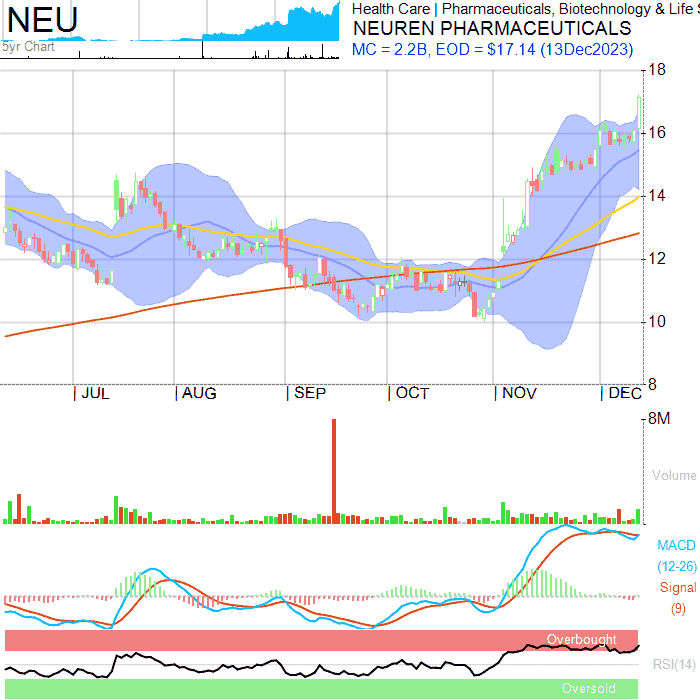 NEU
5yr Chart
Health Care | Pharmaceuticals, Biotechnology & Life S
NEUREN PHARMACEUTICALS
MC = 2.2B, EOD = $17.14 (13Dec2023)
18
16
14
12
10
8
| JUL | AUG | SEP | OCT | NOV | DEC
8M
Volume
MACD
(12-26)
Signal
(9)
Overbought
RSI(14)
Oversold